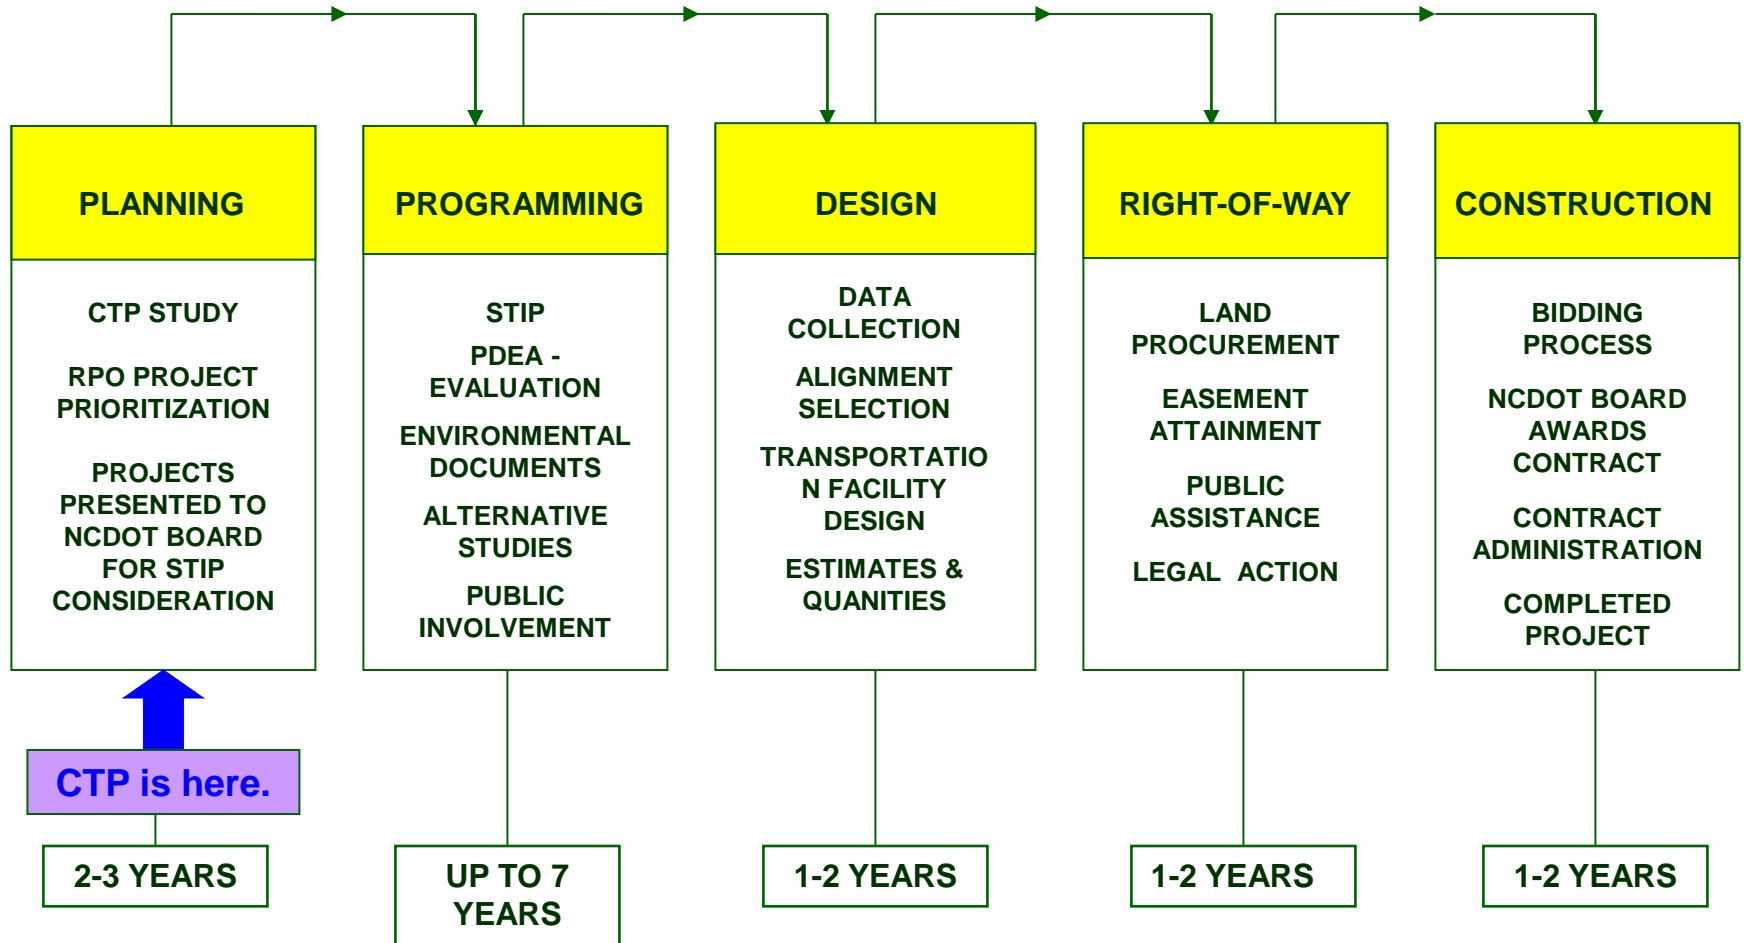 PLANNING
CTP STUDY
RPO PROJECT
PRIORITIZATION
PROJECTS
PRESENTED TO
NCDOT BOARD
FOR STIP
CONSIDERATION
CTP is here.
2-3 YEARS
PROGRAMMING
STIP
PDEA -
EVALUATION
ENVIRONMENTAL
DOCUMENTS
ALTERNATIVE
STUDIES
PUBLIC
INVOLVEMENT
UP TO 7
YEARS
DESIGN
DATA
COLLECTION
ALIGNMENT
SELECTION
TRANSPORTATIO
N FACILITY
DESIGN
ESTIMATES &
QUANITIES
1-2 YEARS
RIGHT-OF-WAY
LAND
PROCUREMENT
EASEMENT
ATTAINMENT
PUBLIC
ASSISTANCE
LEGAL ACTION
1-2 YEARS
CONSTRUCTION
BIDDING
PROCESS
NCDOT BOARD
AWARDS
CONTRACT
CONTRACT
ADMINISTRATION
COMPLETED
PROJECT
1-2 YEARS